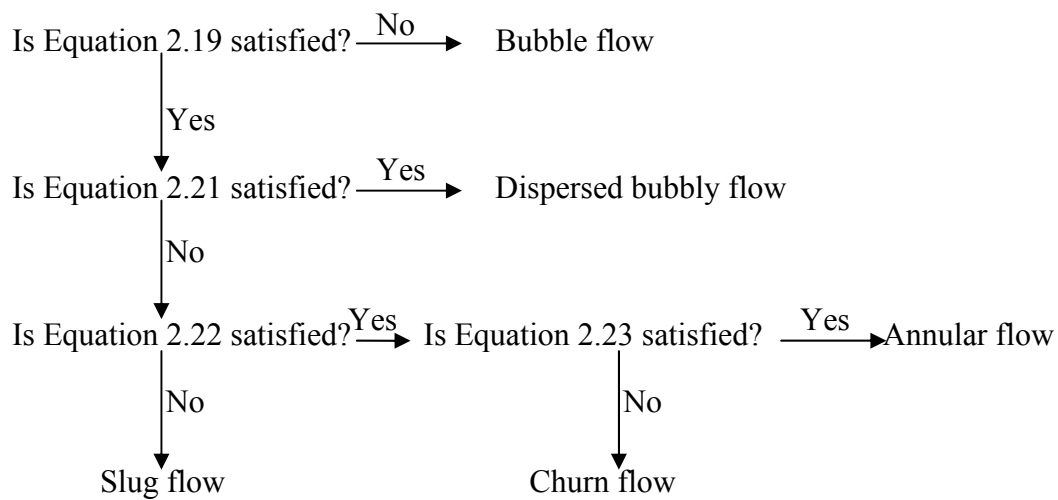 Is Equation 2.19 satisfied? No Bubble flow
Yes
Is Equation 2.21 satisfied? Yes Dispersed bubbly flow
No
Is Equation 2.22 satisfied? Yes Is Equation 2.23 satisfied? Yes Annular flow
No No
Slug flow Churn flow